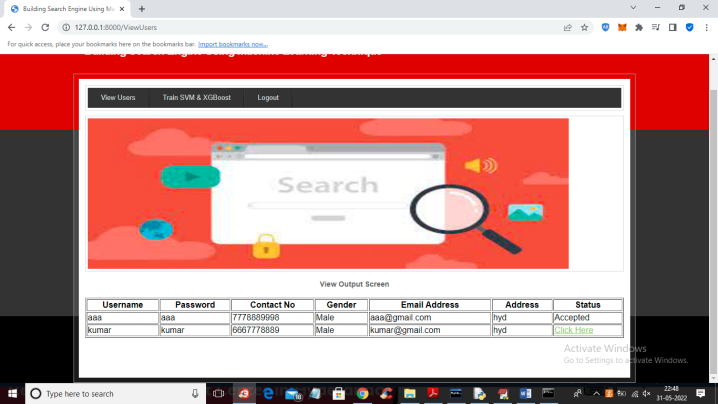 Building Search Engine Using Ma
127.0.0.1:8000/ViewUsers
For quick access, place your bookmarks here on the bookmarks bar. Import bookmarks now...
View Users Train SVM & XGBoost Logout
Search
View Output Screen
Username Password Contact No Gender Email Address Address Status
aaa aaa 7778889998 Male aaa@gmail.com hyd Accepted
kumar kumar 6667778889 Male kumar@gmail.com hyd Click Here
Activate Windows
Go to Settings to activate Windows.
Type here to search
22:48
31-05-2022